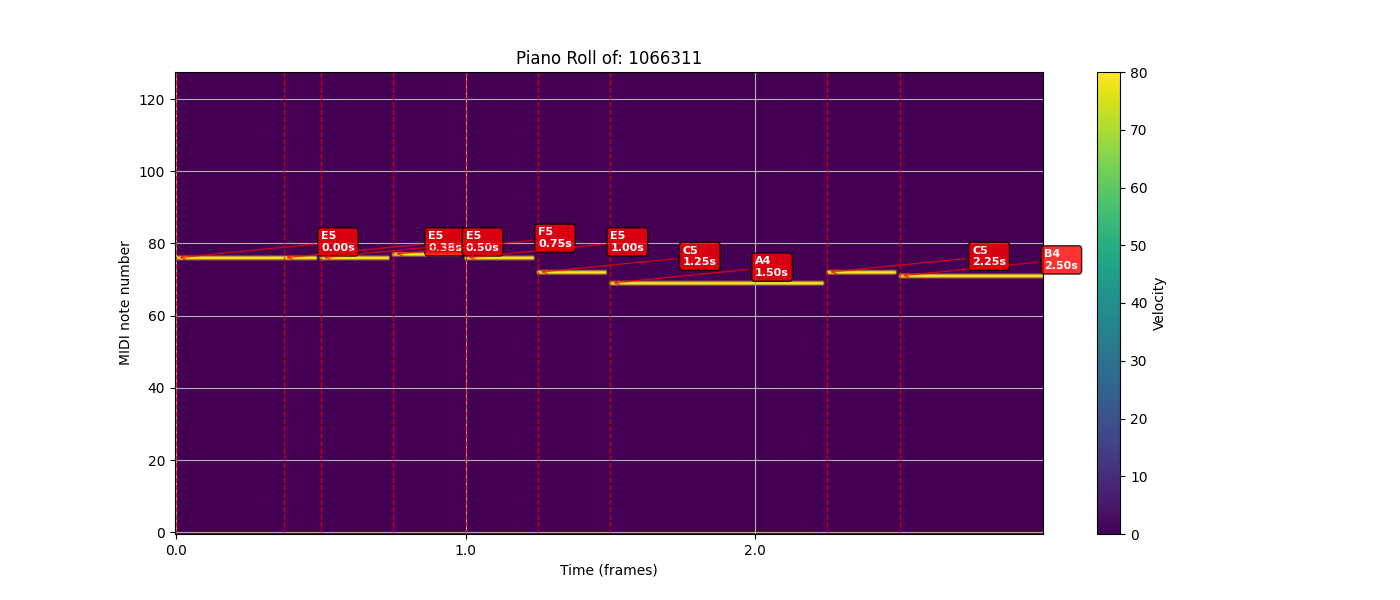 Piano Roll of: 1066311
MIDI note number
120
100
80
60
40
20
0
E5
0.00s
E5
0.38s
E5
0.50s
F5
0.75s
E5
1.00s
C5
1.25s
A4
1.50s
C5
2.25s
B4
2.50s
0.0
1.0
2.0
Time (frames)
80
70
60
50
40
30
20
10
0
Velocity